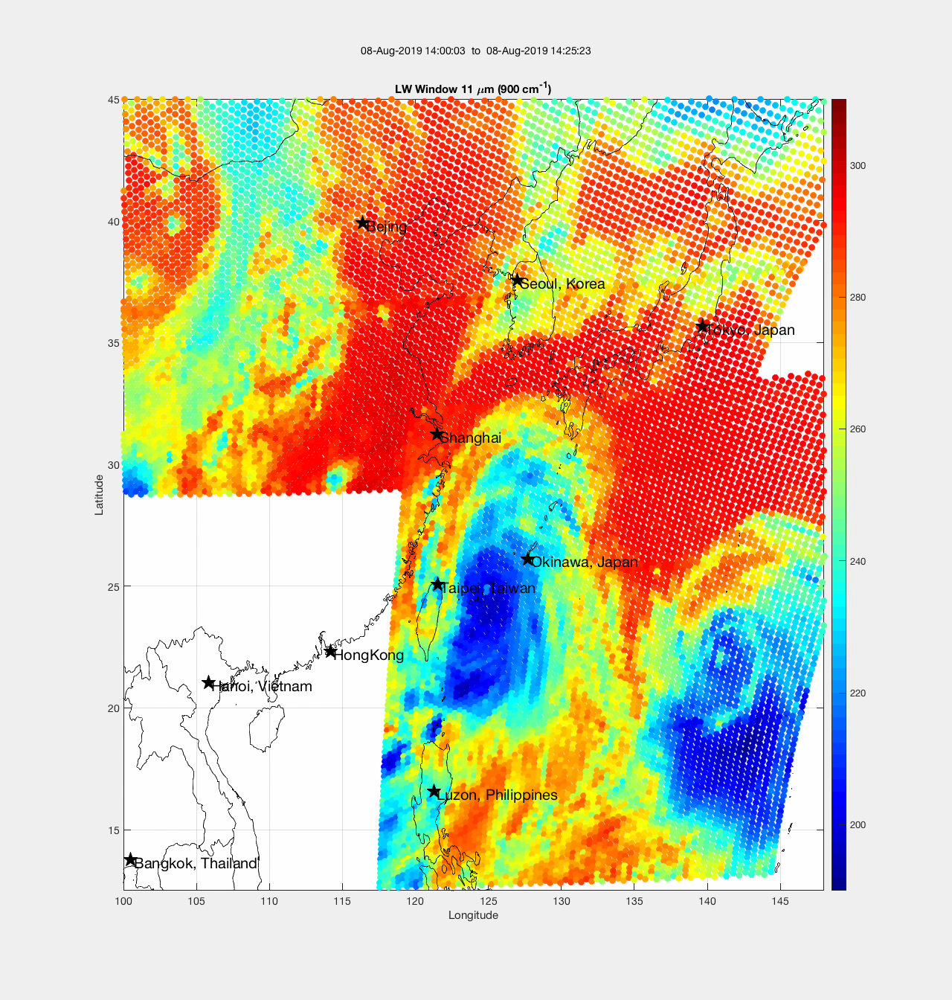 08-Aug-2019 14:00:03 to 08-Aug-2019 14:25:23
LW Window 11 μm (900 cm⁻¹)
45
40
35
30
25
20
15
Latitude
100 105 110 115 120 125 130 135 140 145
Longitude
300
280
260
240
220
200
Bejing
Seoul, Korea
Tokyo, Japan
Shanghai
Okinawa, Japan
Taipei, Taiwan
HongKong
Hanoi, Vietnam
Luzon, Philippines
Bangkok, Thailand